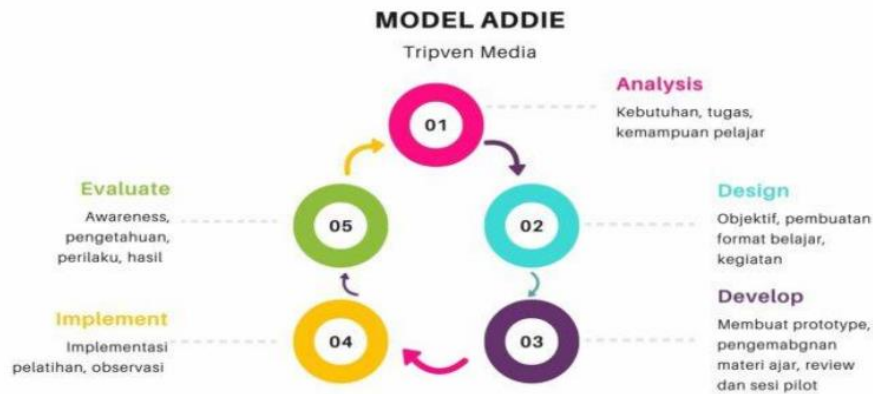 MODEL ADDIE
Tripven Media
01
Analysis
Kebutuhan, tugas,
kemampuan pelajar
02
Design
Objektif, pembuatan
format belajar,
kegiatan
03
Develop
Membuat prototype,
pengemabgnan
materi ajar, review
dan sesi pilot
04
Implement
Implementasi
pelatihan, observasi
05
Evaluate
Awareness,
pengetahuan,
perilaku, hasil